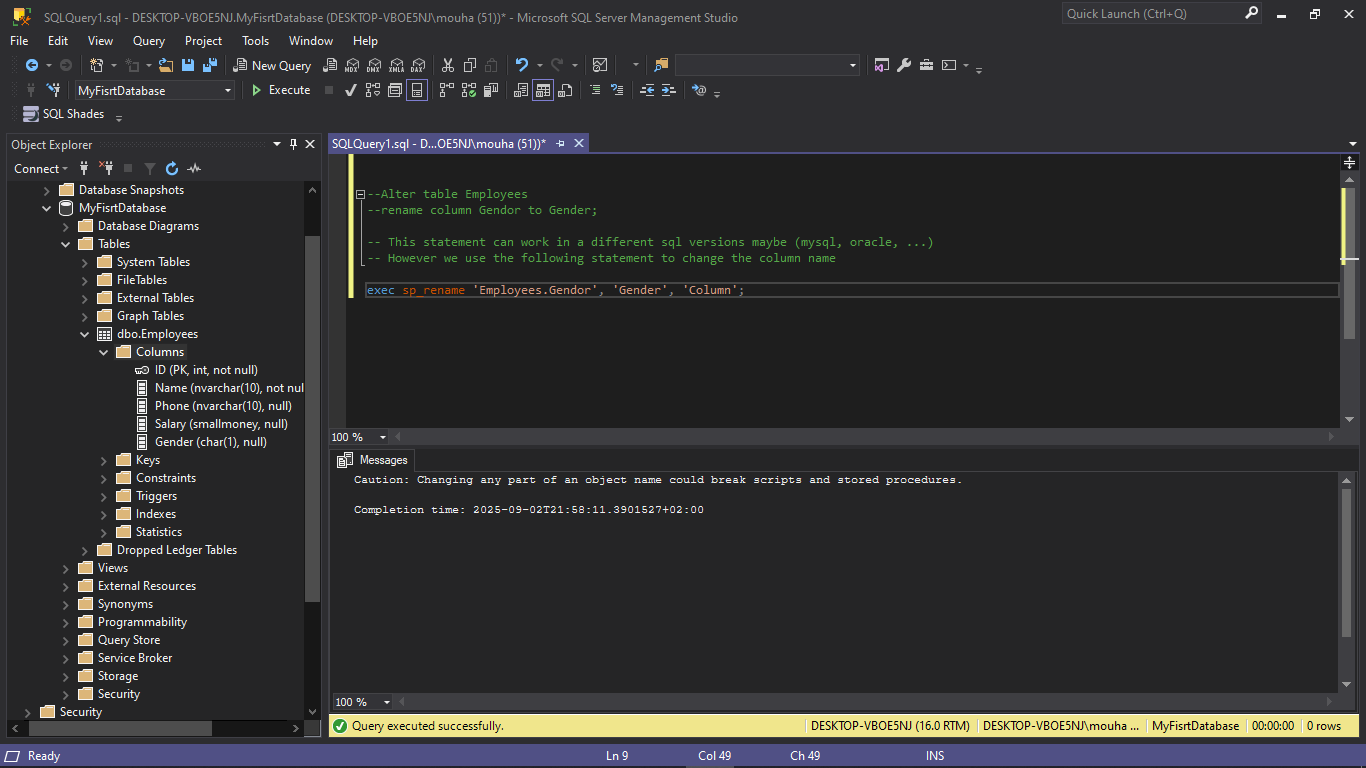 SQLQuery1.sql - DESKTOP-VBOE5NJ.MyFisrtDatabase (DESKTOP-VBOE5NJ\mouha (51))* - Microsoft SQL Server Management Studio
Quick Launch (Ctrl+Q)
File Edit View Query Project Tools Window Help
New Query MDX DMX XMLA DAX
MyFisrtDatabase Execute
SQL Shades
Object Explorer
Connect
Database Snapshots
MyFisrtDatabase
Database Diagrams
Tables
System Tables
FileTables
External Tables
Graph Tables
dbo.Employees
Columns
ID (PK, int, not null)
Name (nvarchar(10), not nul
Phone (nvarchar(10), null)
Salary (smallmoney, null)
Gender (char(1), null)
Keys
Constraints
Triggers
Indexes
Statistics
Dropped Ledger Tables
Views
External Resources
Synonyms
Programmability
Query Store
Service Broker
Storage
Security
Security
SQLQuery1.sql - D...OE5NJ\mouha (51))*
--Alter table Employees
--rename column Gendor to Gender;
-- This statement can work in a different sql versions maybe (mysql, oracle, ...)
-- However we use the following statement to change the column name
exec sp_rename 'Employees.Gendor', 'Gender', 'Column';
100 %
Messages
Caution: Changing any part of an object name could break scripts and stored procedures.
Completion time: 2025-09-02T21:58:11.3901527+02:00
100 %
Query executed successfully. DESKTOP-VBOE5NJ (16.0 RTM) DESKTOP-VBOE5NJ\mouha ... MyFisrtDatabase 00:00:00 0 rows
Ready Ln 9 Col 49 Ch 49 INS